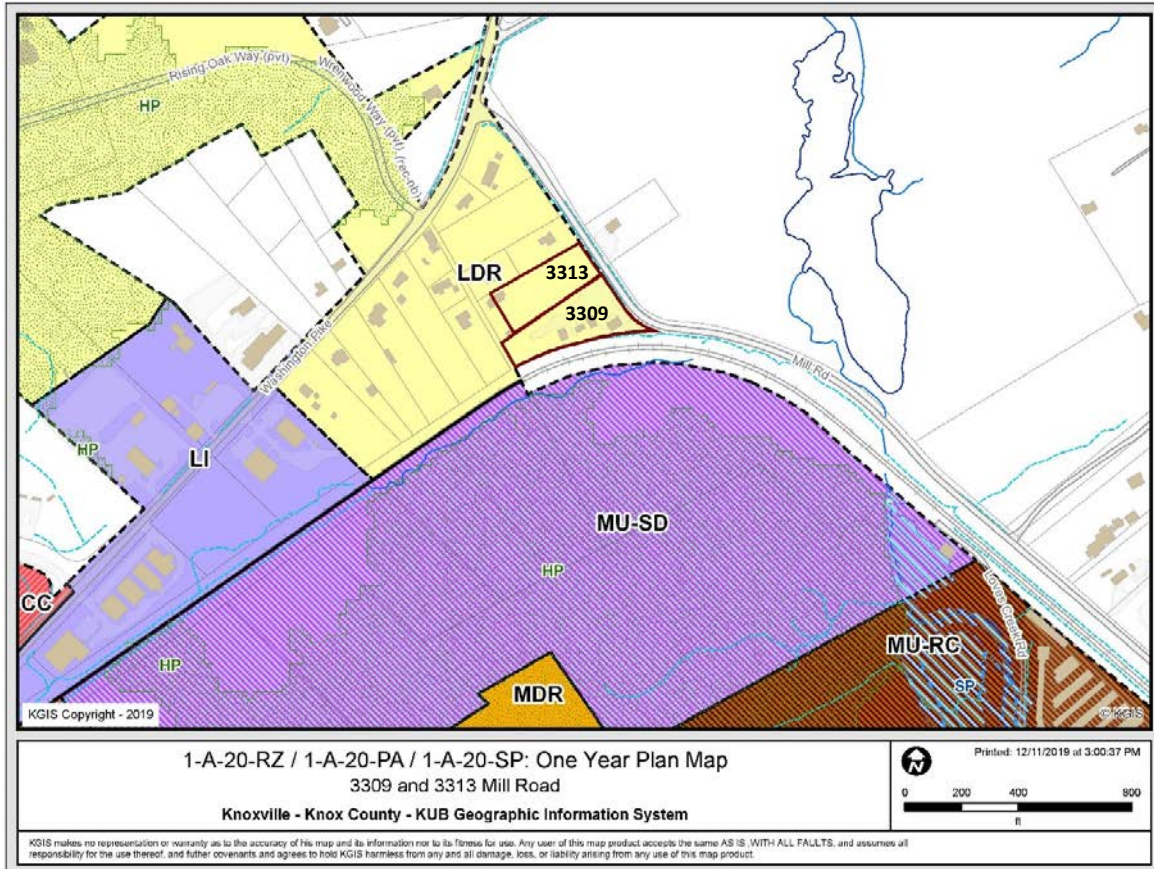 Rising Oak Way (pvt)
Wrenwood Way (pvt) (rec-nb)
HP
LDR
3313
3309
Washington Pike
Mill Rd
HP
LI
MU-SD
HP
CC
Loves Creek Rd
MU-RC
HP
SP
MDR
KGIS Copyright - 2019
© KGIS
1-A-20-RZ / 1-A-20-PA / 1-A-20-SP: One Year Plan Map
3309 and 3313 Mill Road
Knoxville - Knox County - KUB Geographic Information System
N
Printed: 12/11/2019 at 3:00:37 PM
0 200 400 800
ft
KGIS makes no representation or warranty as to the accuracy of his map and its information nor to its fitness for use. Any user of this map product accepts the same AS IS ,WITH ALL FAULTS, and assumes all
responsibility for the use thereof, and futher covenants and agrees to hold KGIS harmless from any and all damage, loss, or liability arising from any use of this map product.